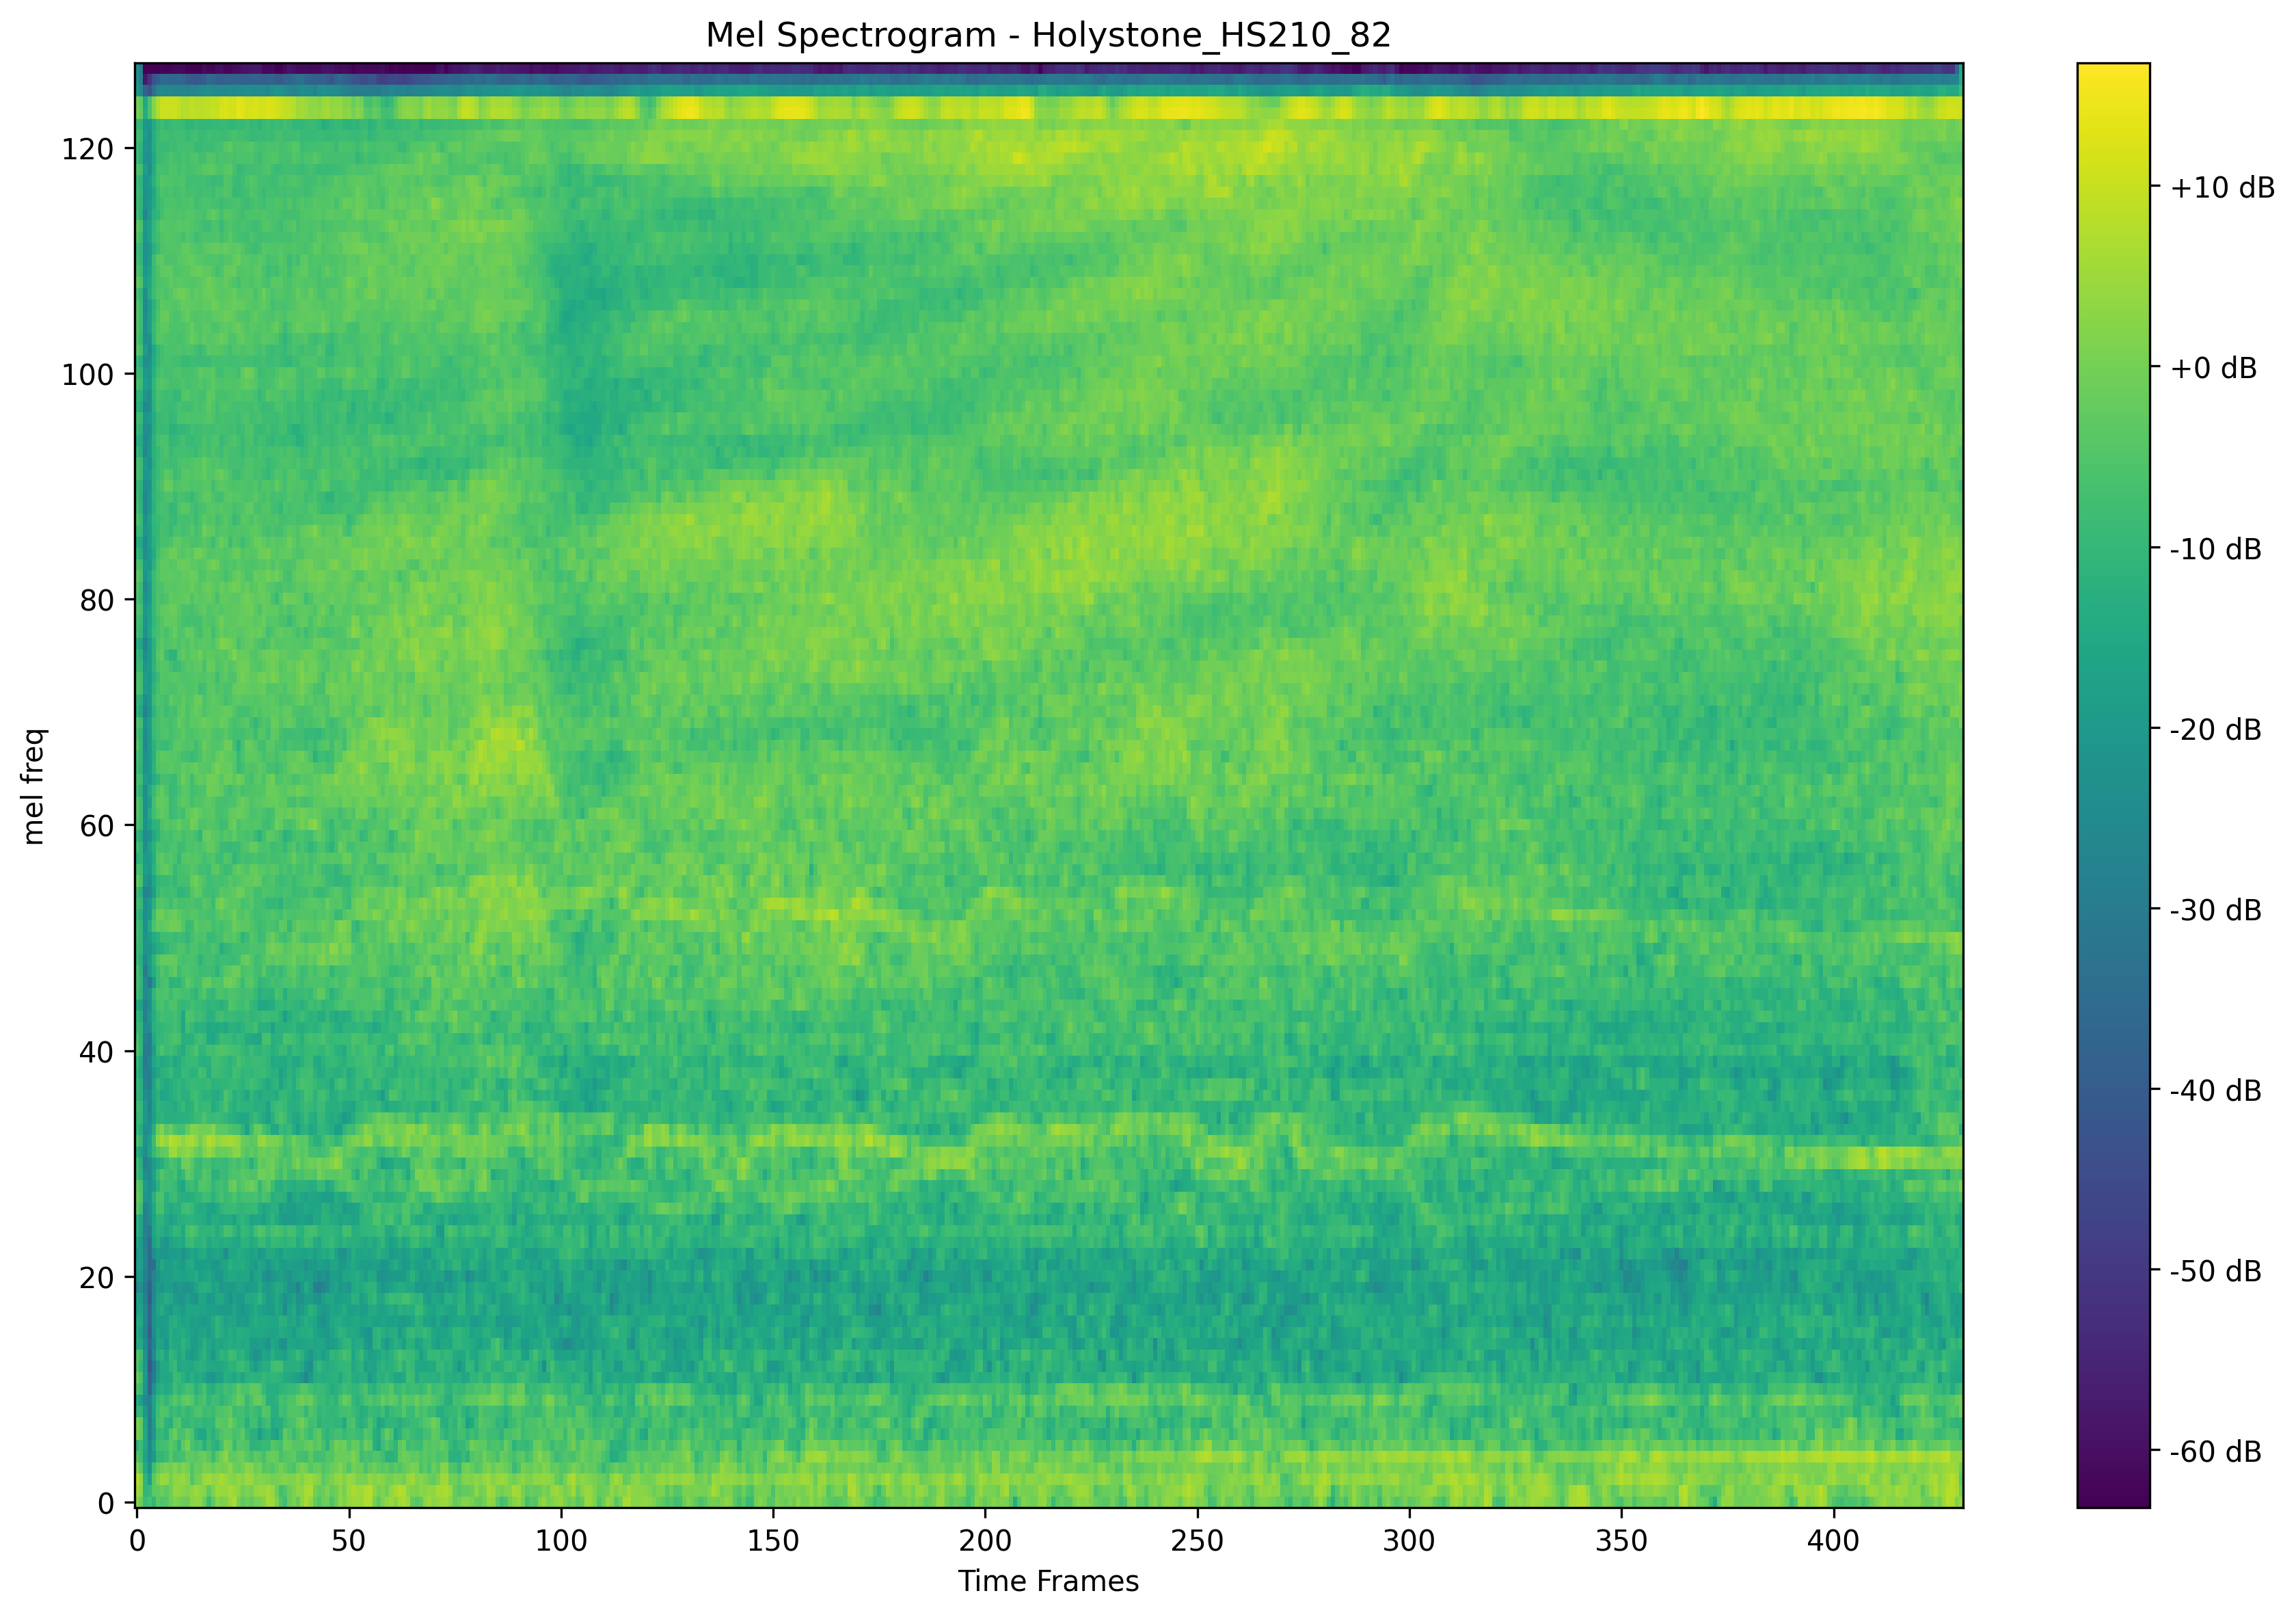 Mel Spectrogram - Holystone_HS210_82
mel freq
120
100
80
60
40
20
0
0 50 100 150 200 250 300 350 400
Time Frames
+10 dB
+0 dB
-10 dB
-20 dB
-30 dB
-40 dB
-50 dB
-60 dB